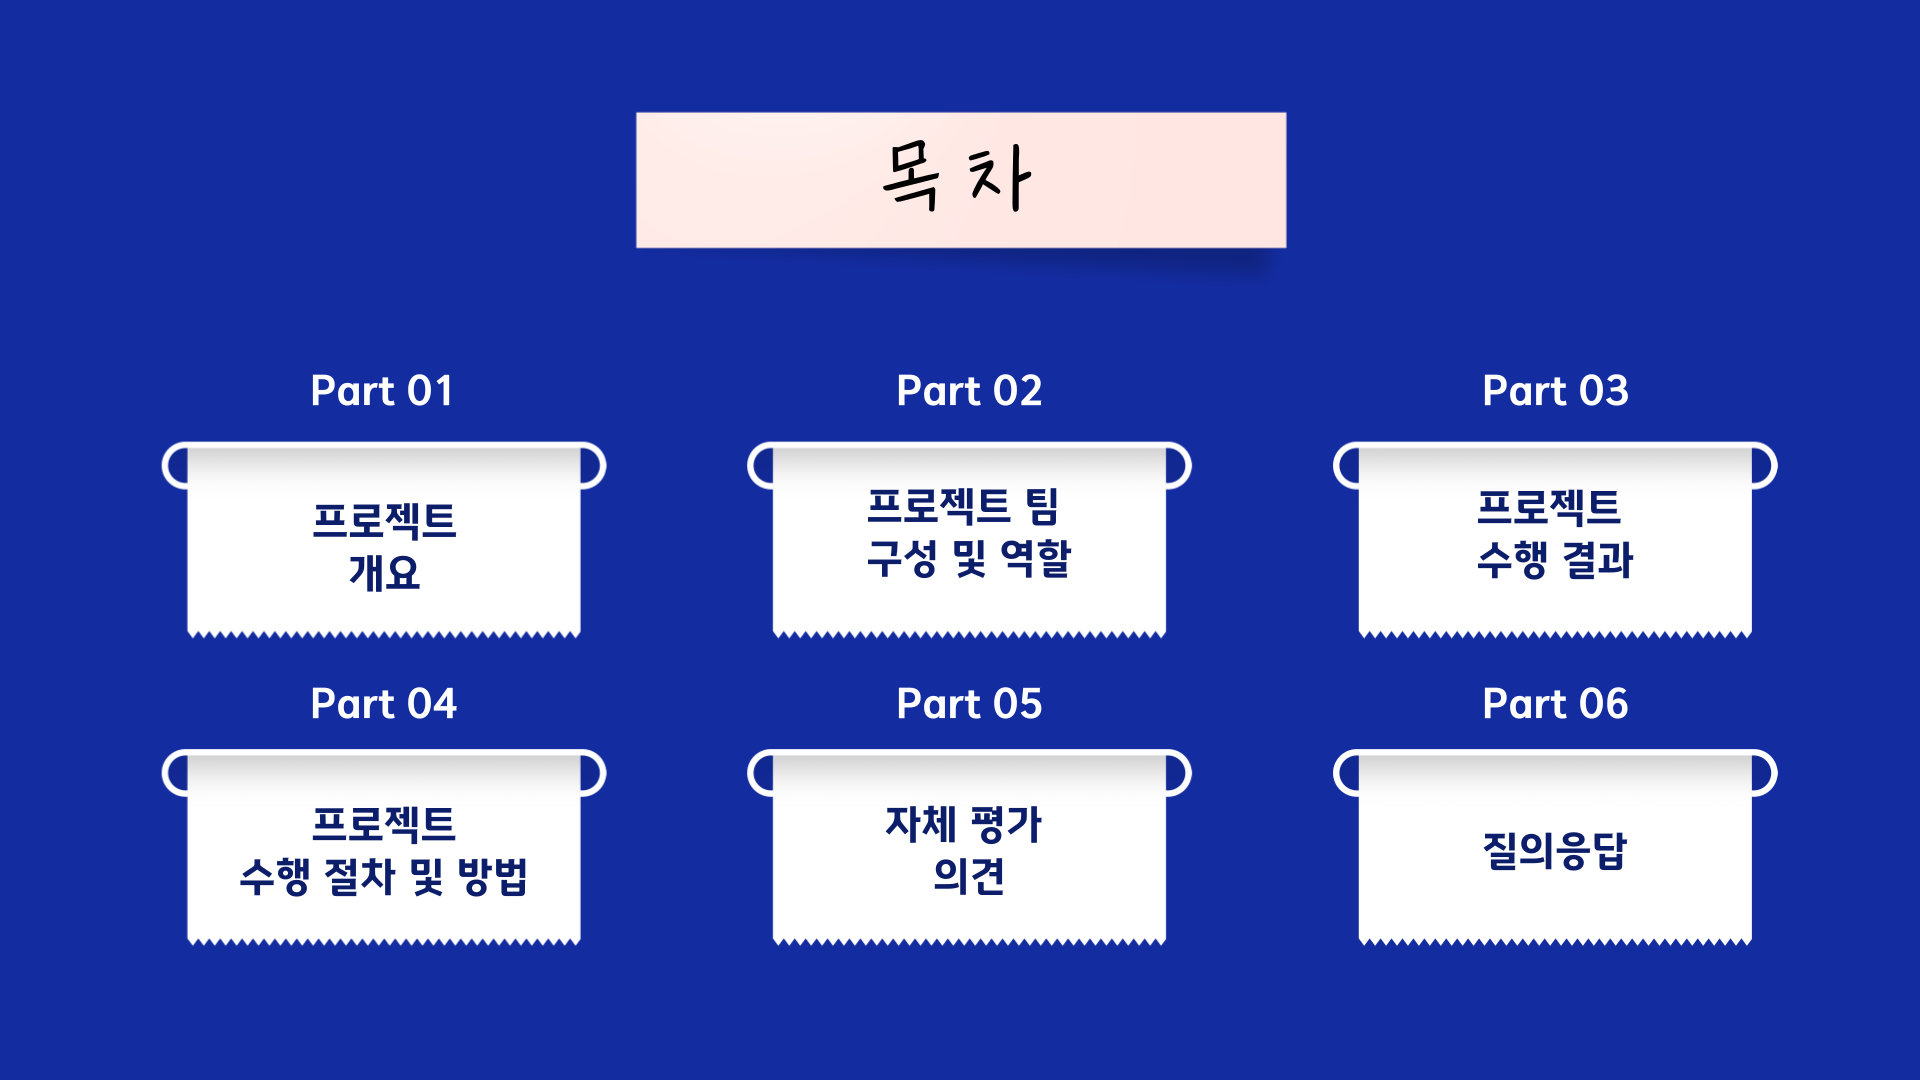 목 차
Part 01
프로젝트
개요
Part 02
프로젝트 팀
구성 및 역할
Part 03
프로젝트
수행 결과
Part 04
프로젝트
수행 절차 및 방법
Part 05
자체 평가
의견
Part 06
질의응답